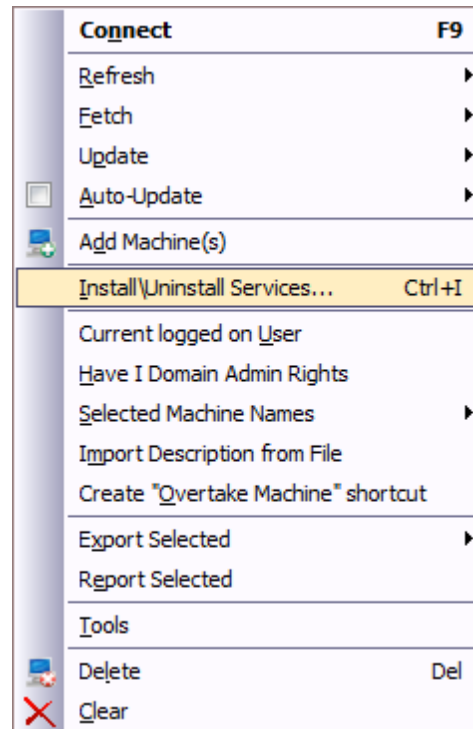 Connect F9
Refresh
Fetch
Update
Auto-Update
Add Machine(s)
Install\Uninstall Services... Ctrl+I
Current logged on User
Have I Domain Admin Rights
Selected Machine Names
Import Description from File
Create "Overtake Machine" shortcut
Export Selected
Report Selected
Tools
Delete Del
Clear